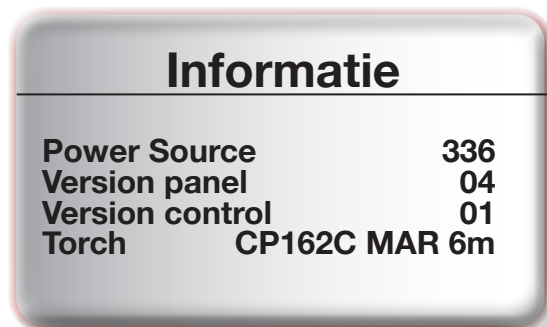 Informatie
Power Source 336
Version panel 04
Version control 01
Torch CP162C MAR 6m